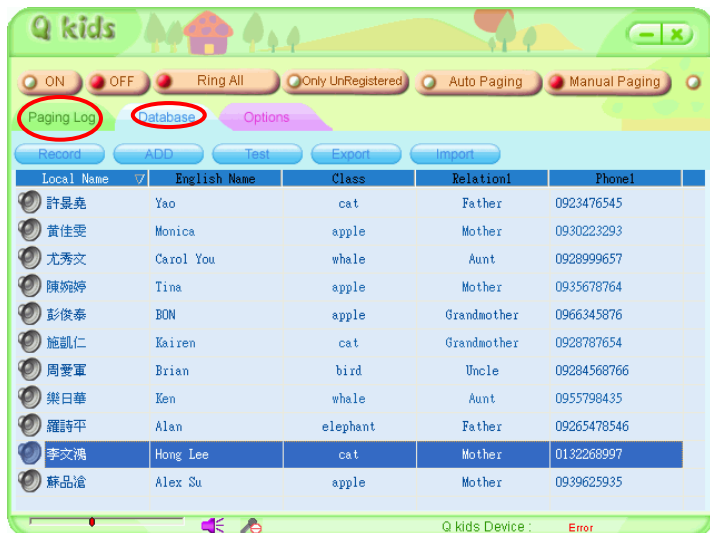 Q kids
ON OFF Ring All Only UnRegistered Auto Paging Manual Paging
Paging Log Database Options
Record ADD Test Export Import
Local Name English Name Class Relation1 Phone1
許景堯 Yao cat Father 0923476545
黃佳雯 Monica apple Mother 0930223293
尤秀文 Carol You whale Aunt 0928999657
陳婉婷 Tina apple Mother 0935678764
彭俊泰 BON apple Grandmother 0966345876
施凱仁 Kairen cat Grandmother 0928787654
周愛軍 Brian bird Uncle 09284568766
樂日華 Ken whale Aunt 0955798435
羅詩平 Alan elephant Father 09265478546
李文鴻 Hong Lee cat Mother 0132268997
蘇品滄 Alex Su apple Mother 0939625935
Q kids Device : Error